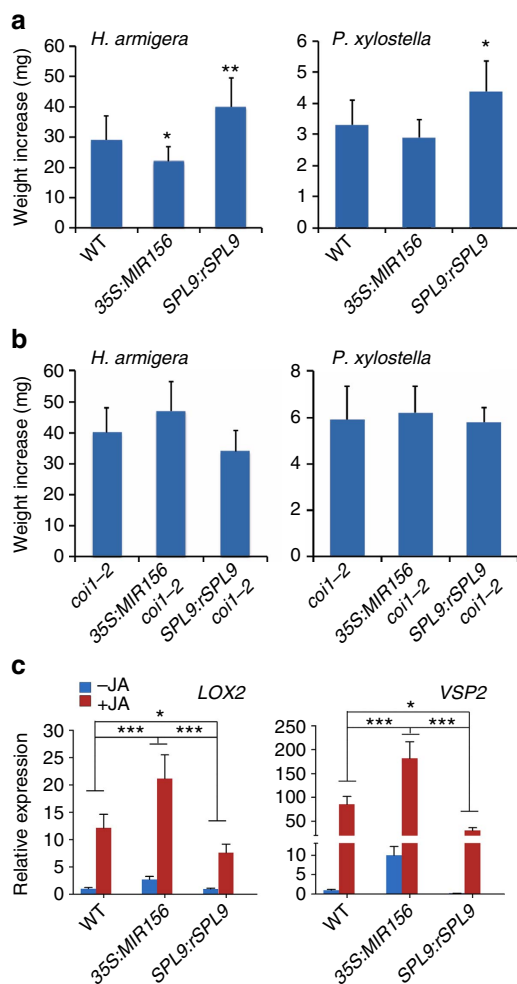 a
H. armigera
P. xylostella
Weight increase (mg)
60
50
40
30
20
10
0
*
**
WT
35S:MIR156
SPL9:rSPL9
6
5
4
3
2
1
0
*
WT
35S:MIR156
SPL9:rSPL9
b
H. armigera
P. xylostella
Weight increase (mg)
60
50
40
30
20
10
0
coi1–2
35S:MIR156
coi1–2
SPL9:rSPL9
coi1–2
8
6
4
2
0
coi1–2
35S:MIR156
coi1–2
SPL9:rSPL9
coi1–2
c
–JA
+JA
LOX2
VSP2
Relative expression
30
25
20
15
10
5
0
*
*** ***
WT
35S:MIR156
SPL9:rSPL9
250
200
150
100
50
10
0
*
*** ***
WT
35S:MIR156
SPL9:rSPL9